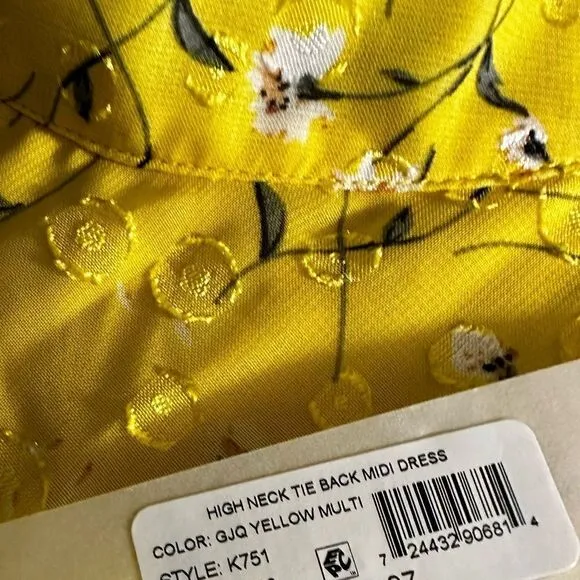 HIGH NECK TIE BACK MIDI DRESS
COLOR: GJQ YELLOW MULTI
STYLE: K751
7 24432 90681 4